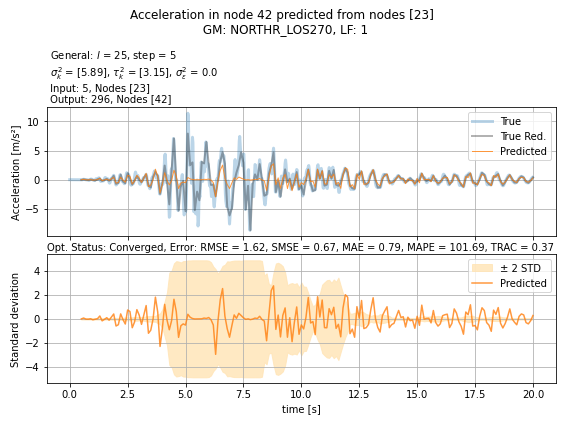 Acceleration in node 42 predicted from nodes [23]
GM: NORTHR_LOS270, LF: 1
General: l = 25, step = 5
σ²ₖ = [5.89], τ²ₖ = [3.15], σ²ε = 0.0
Input: 5, Nodes [23]
Output: 296, Nodes [42]
Acceleration [m/s²]
10
5
0
−5
True
True Red.
Predicted
Opt. Status: Converged, Error: RMSE = 1.62, SMSE = 0.67, MAE = 0.79, MAPE = 101.69, TRAC = 0.37
Standard deviation
4
2
0
−2
−4
± 2 STD
Predicted
0.0 2.5 5.0 7.5 10.0 12.5 15.0 17.5 20.0
time [s]